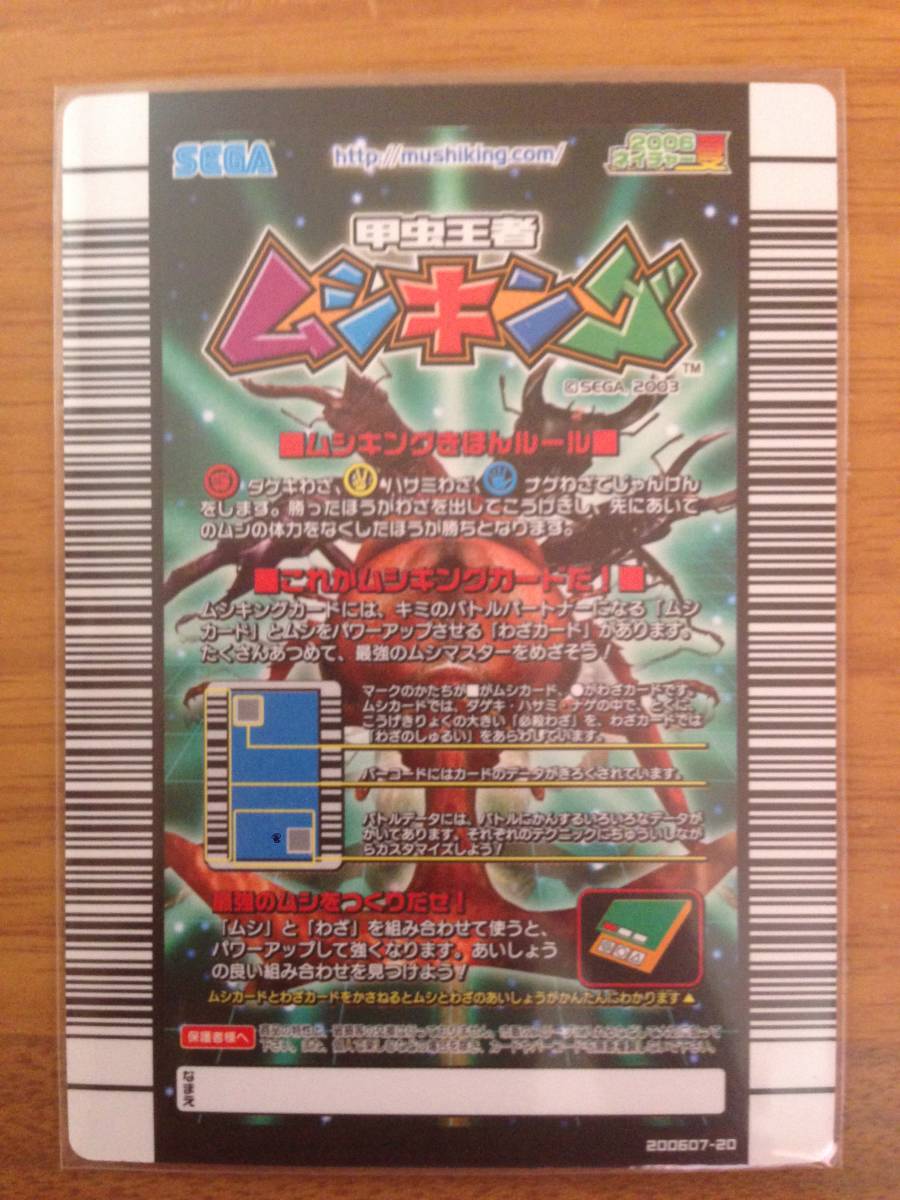 SEGA
http://mushiking.com/
2006
ネイチャー夏
甲虫王者
ムシキング
TM
©SEGA, 2003
■ムシキングきほんルール■
ダゲキわざ、ハサミわざ、ナゲわざでじゃんけん
をします。勝ったほうがわざを出してこうげきし、先にあいて
のムシの体力をなくしたほうが勝ちとなります。
■これがムシキングカードだ!■
ムシキングカードには、キミのバトルパートナーになる「ムシ
カード」とムシをパワーアップさせる「わざカード」があります。
たくさんあつめて、最強のムシマスターをめざそう!
マークのかたちが■がムシカード、●がわざカードです。
ムシカードでは、ダゲキ・ハサミ・ナゲの中で、とくに、
こうげきりょくの大きい「必殺わざ」を、わざカードでは
「わざのしゅるい」をあらわしています。
バーコードにはカードのデータがきろくされています。
バトルデータには、バトルにかんするいろいろなデータが
かいてあります。それぞれのテクニックにちゅういしなが
らカスタマイズしよう!
最強のムシをつくりだせ!
「ムシ」と「わざ」を組み合わせて使うと、
パワーアップして強くなります。あいしょう
の良い組み合わせを見つけよう!
ムシカードとわざカードをかさねるとムシとわざのあいしょうがかんたんにわかります▲
保護者様へ
なまえ
200607-20